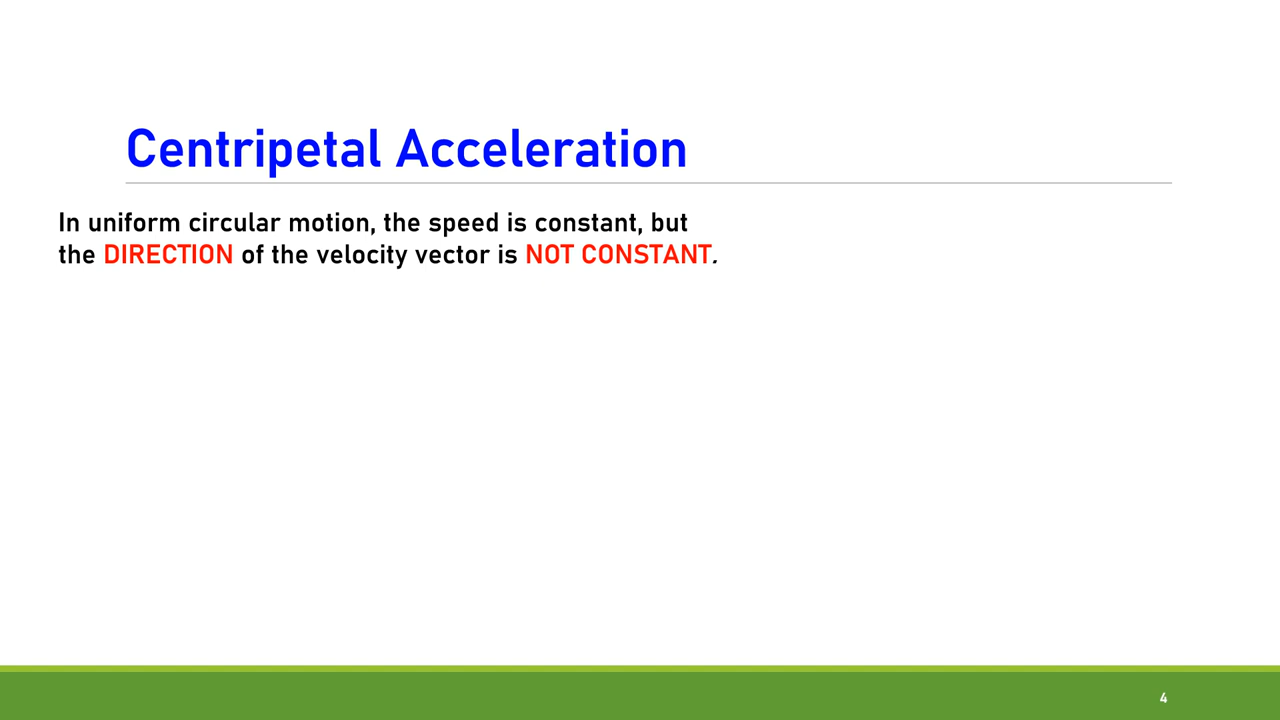 Centripetal Acceleration
In uniform circular motion, the speed is constant, but
the DIRECTION of the velocity vector is NOT CONSTANT.
4